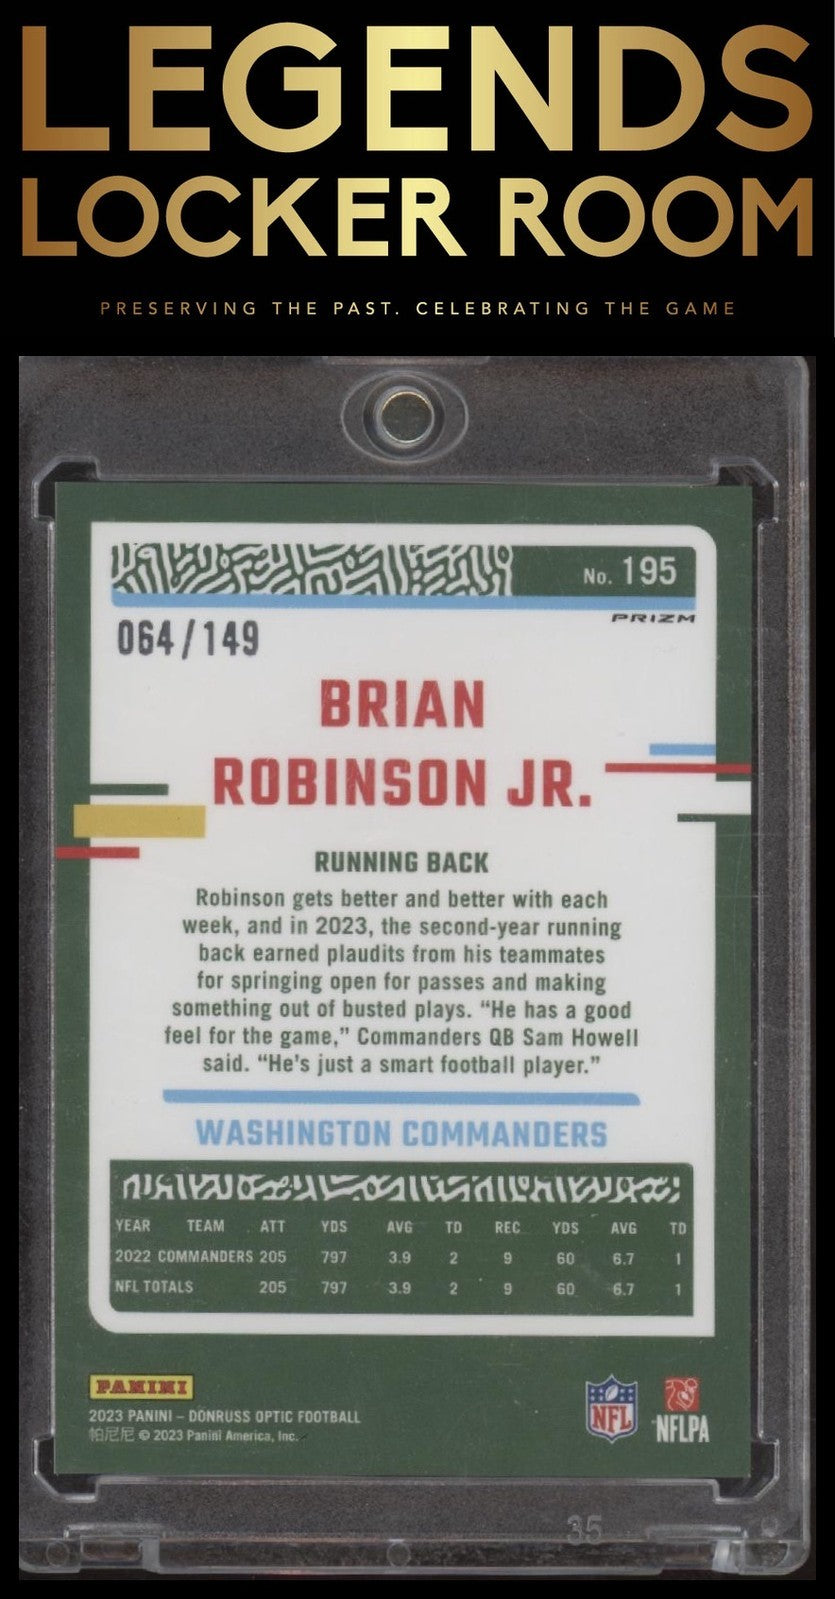 LEGENDS
LOCKER ROOM
PRESERVING THE PAST. CELEBRATING THE GAME
No. 195
PRIZM
064/149
BRIAN
ROBINSON JR.
RUNNING BACK
Robinson gets better and better with each
week, and in 2023, the second-year running
back earned plaudits from his teammates
for springing open for passes and making
something out of busted plays. “He has a good
feel for the game,” Commanders QB Sam Howell
said. “He's just a smart football player.”
WASHINGTON COMMANDERS
YEAR TEAM ATT YDS AVG TD REC YDS AVG TD
2022 COMMANDERS 205 797 3.9 2 9 60 6.7 1
NFL TOTALS 205 797 3.9 2 9 60 6.7 1
PANINI
2023 PANINI – DONRUSS OPTIC FOOTBALL
帕尼尼 © 2023 Panini America, Inc.
NFL
NFLPA
35